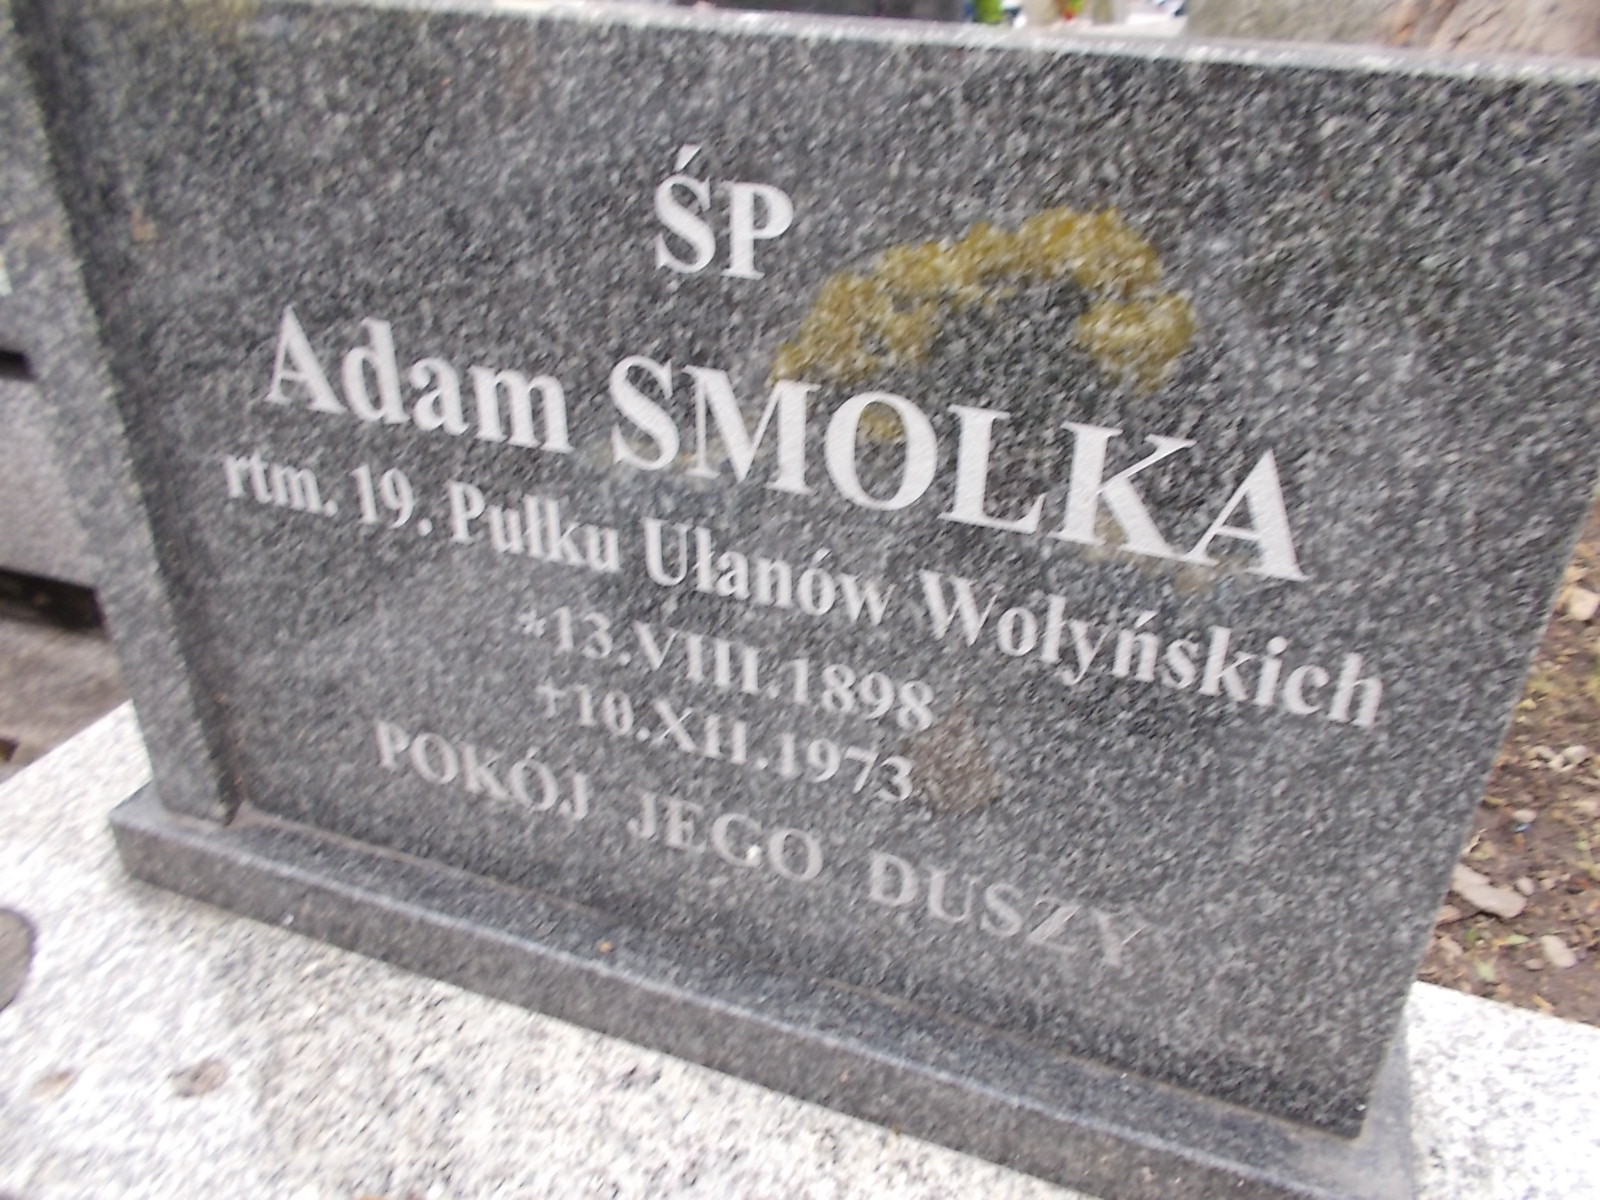 ŚP
Adam SMOLKA
rtm. 19. Pułku Ułanów Wołyńskich
*13.VIII.1898
+10.XII.1973
POKÓJ JEGO DUSZY